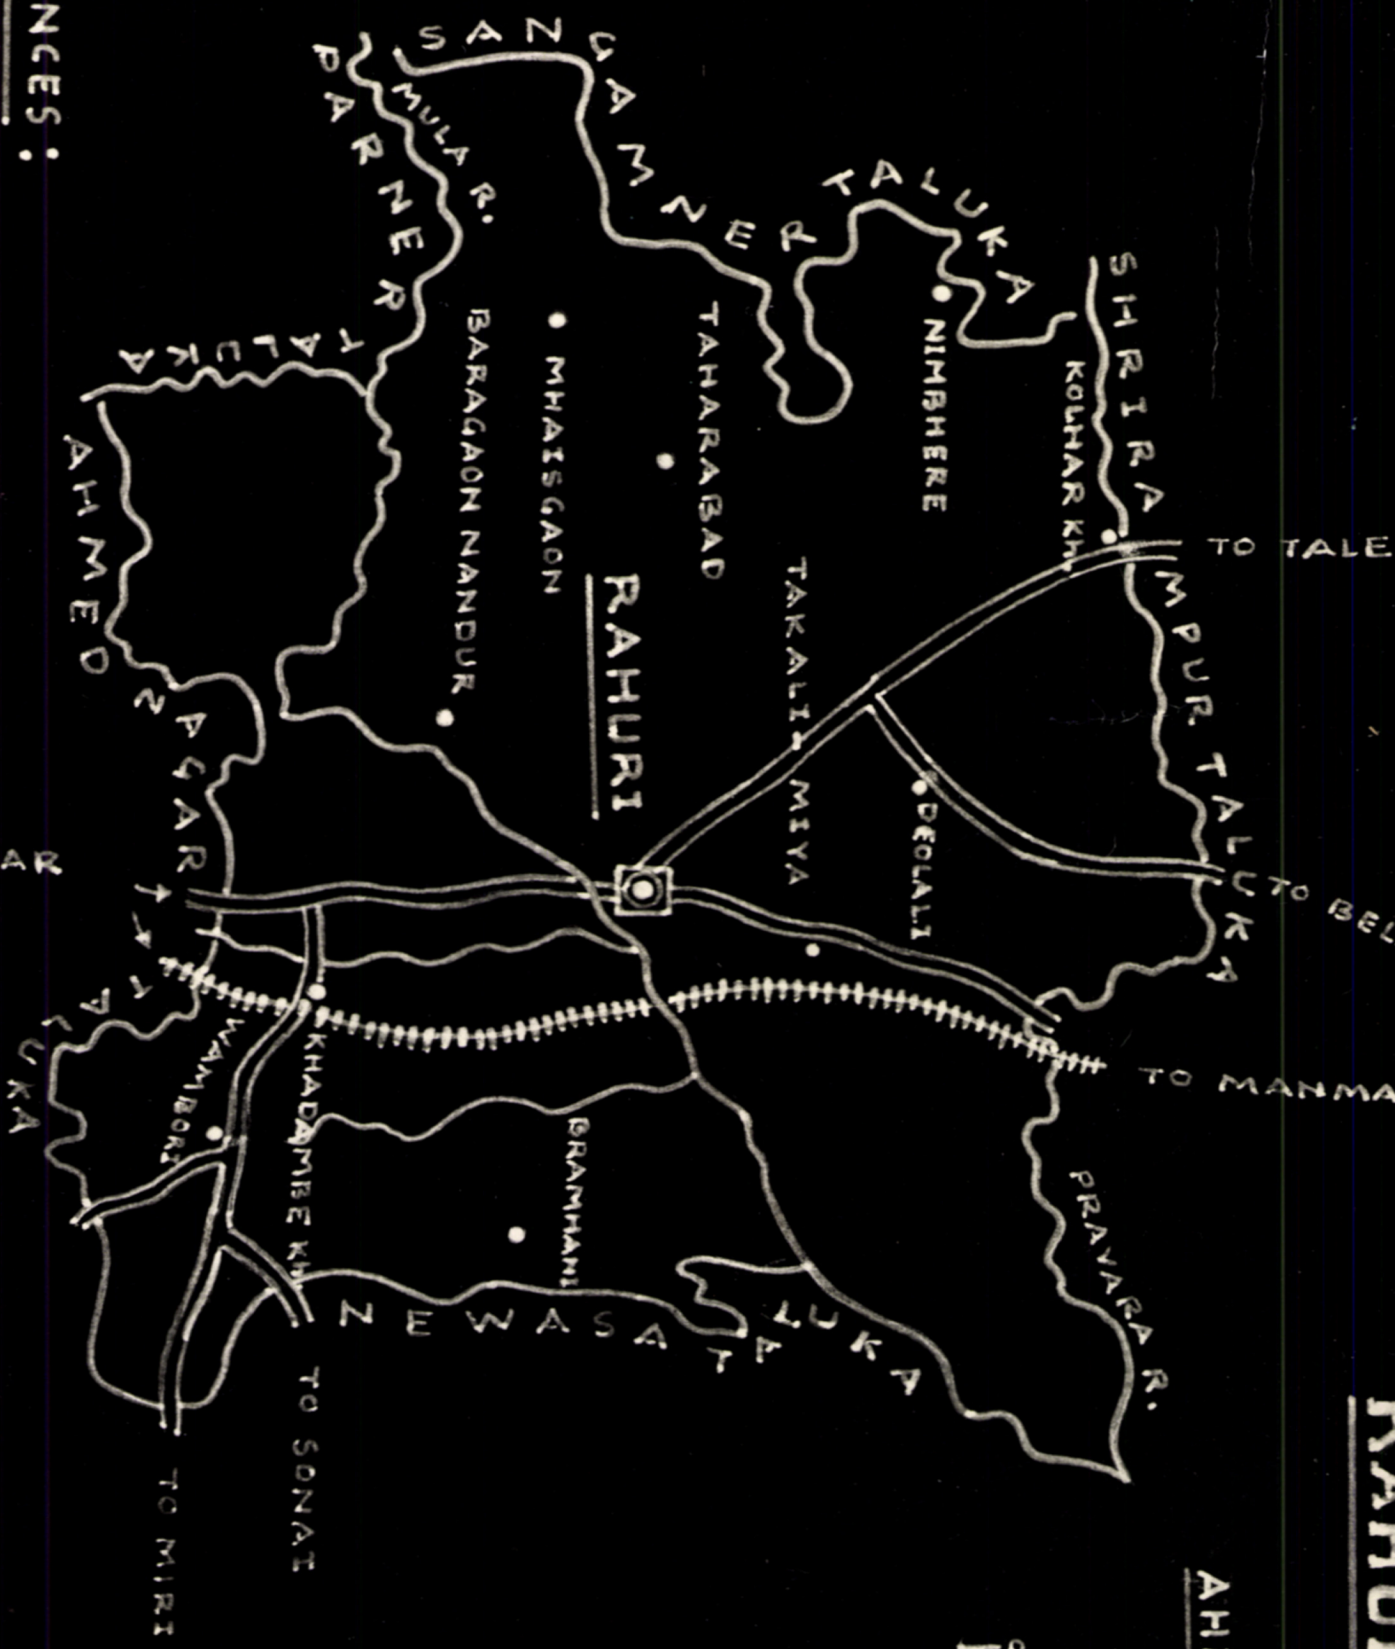 NCES :
SANGAMNER TALUKA
PARNER TALUKA
MULA R.
SHRIRAMPUR TALUKA
KOLHAR KH.
NIMBHERE
TAHARABAD
MHAISGAON
BARAGAON NANDUR
RAHURI
TAKALI MIYA
DEOLALI
TO TALE
TO BEL
TO MANMA
AHMEDNAGAR TALUKA
AR
WAMBORI
KHADAMBE KH.
BRAMHANI
NEWASA TALUKA
PRAVARA R.
TO SONAI
TO MIRI
RAHU
AH